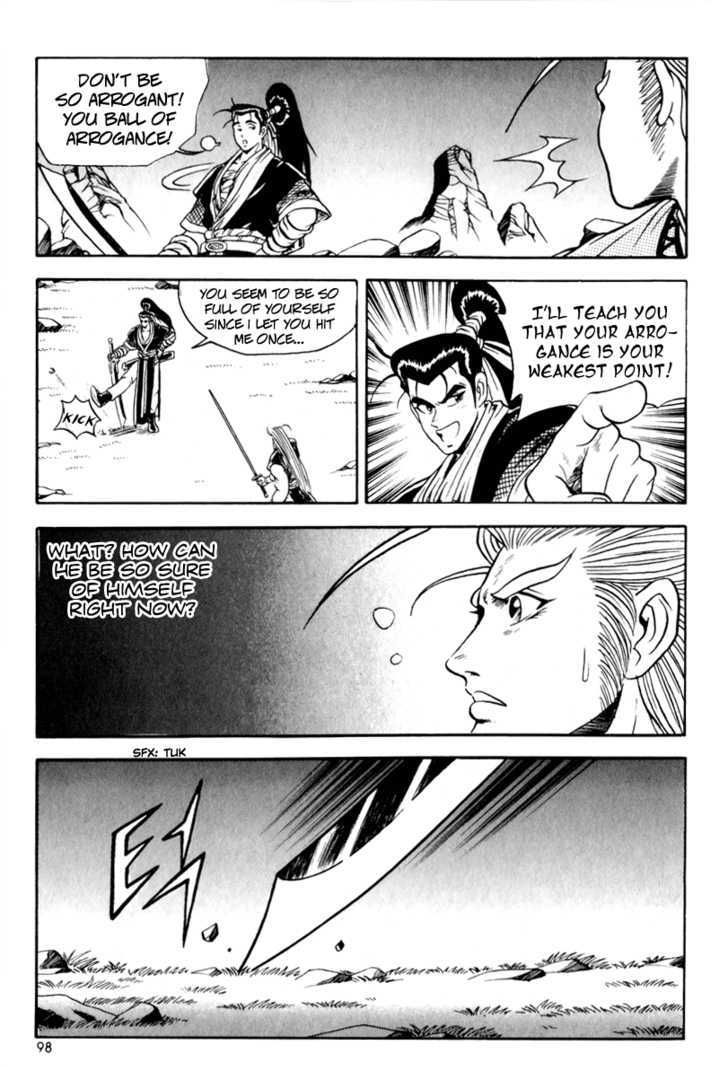 DON'T BE
SO ARROGANT!
YOU BALL OF
ARROGANCE!
YOU SEEM TO BE SO
FULL OF YOURSELF
SINCE I LET YOU HIT
ME ONCE...
KICK
I'LL TEACH YOU
THAT YOUR ARRO-
GANCE IS YOUR
WEAKEST POINT!
WHAT? HOW CAN
HE BE SO SURE
OF HIMSELF
RIGHT NOW?
SFX: TUK
턱
98